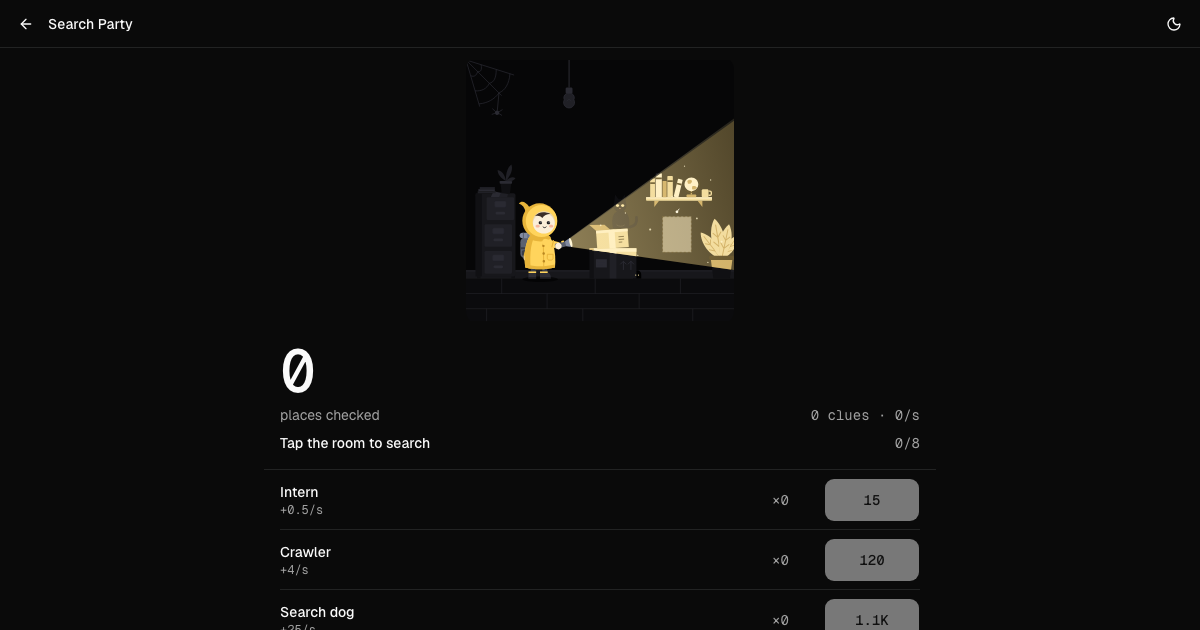 Search Party
0
places checked
0 clues · 0/s
Tap the room to search
0/8
Intern
+0.5/s
×0
15
Crawler
+4/s
×0
120
Search dog
+25/s
×0
1.1K